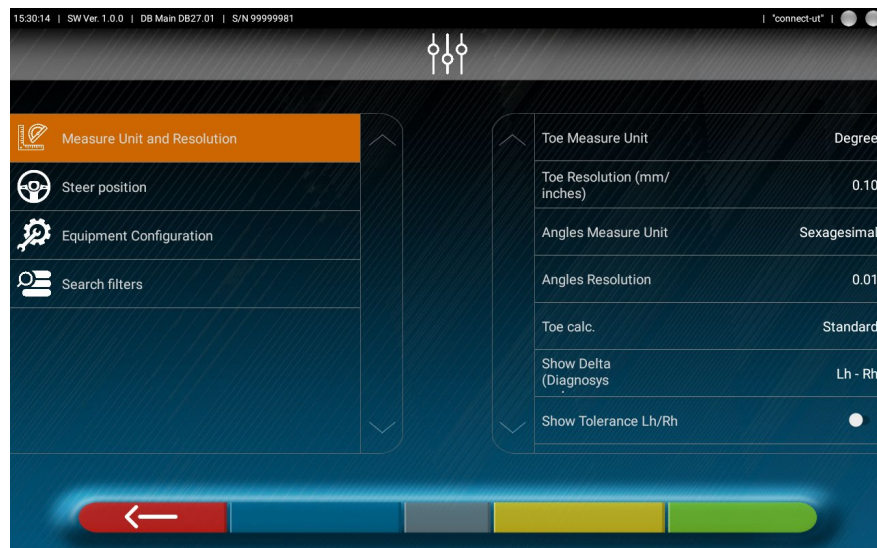 15:30:14 | SW Ver. 1.0.0 | DB Main DB27.01 | S/N 99999981 | "connect-ut" |
Measure Unit and Resolution
Steer position
Equipment Configuration
Search filters
Toe Measure Unit Degree
Toe Resolution (mm/
inches) 0.10
Angles Measure Unit Sexagesimal
Angles Resolution 0.01
Toe calc. Standard
Show Delta
(Diagnosys Lh - Rh
Show Tolerance Lh/Rh